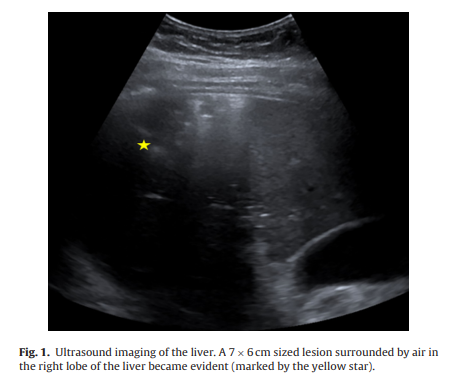 Fig. 1. Ultrasound imaging of the liver. A 7 × 6 cm sized lesion surrounded by air in
the right lobe of the liver became evident (marked by the yellow star).